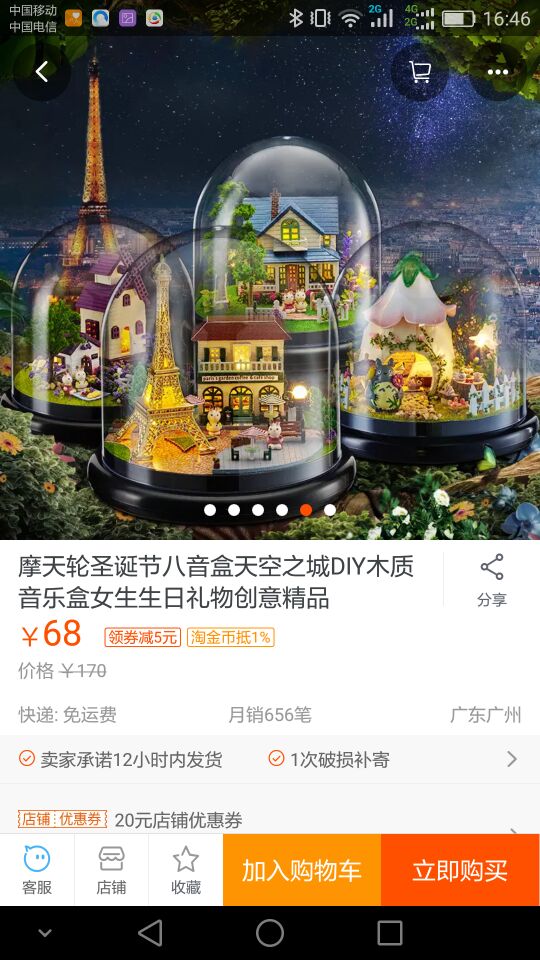 中国移动
中国电信
2G
4G
2G
16:46
摩天轮圣诞节八音盒天空之城DIY木质
音乐盒女生生日礼物创意精品
分享
￥68 领券减5元 淘金币抵1%
价格 ￥170
快递: 免运费 月销656笔 广东广州
卖家承诺12小时内发货 1次破损补寄
店铺 优惠券 20元店铺优惠券
客服 店铺 收藏 加入购物车 立即购买